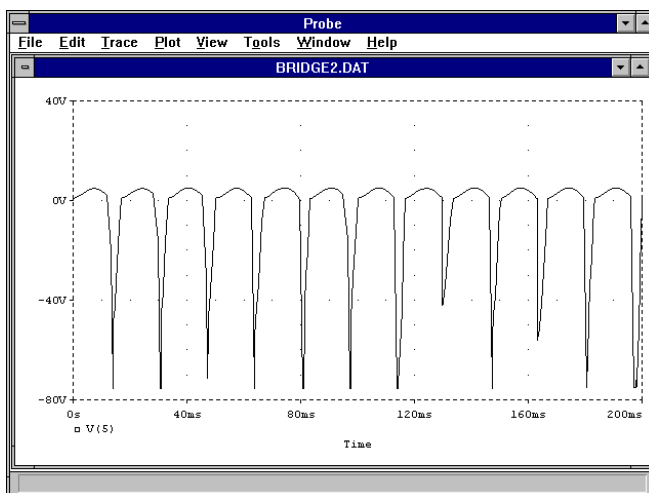 Probe
File Edit Trace Plot View Tools Window Help
BRIDGE2.DAT
40V
0V
-40V
-80V
0s 40ms 80ms 120ms 160ms 200ms
V(5)
Time